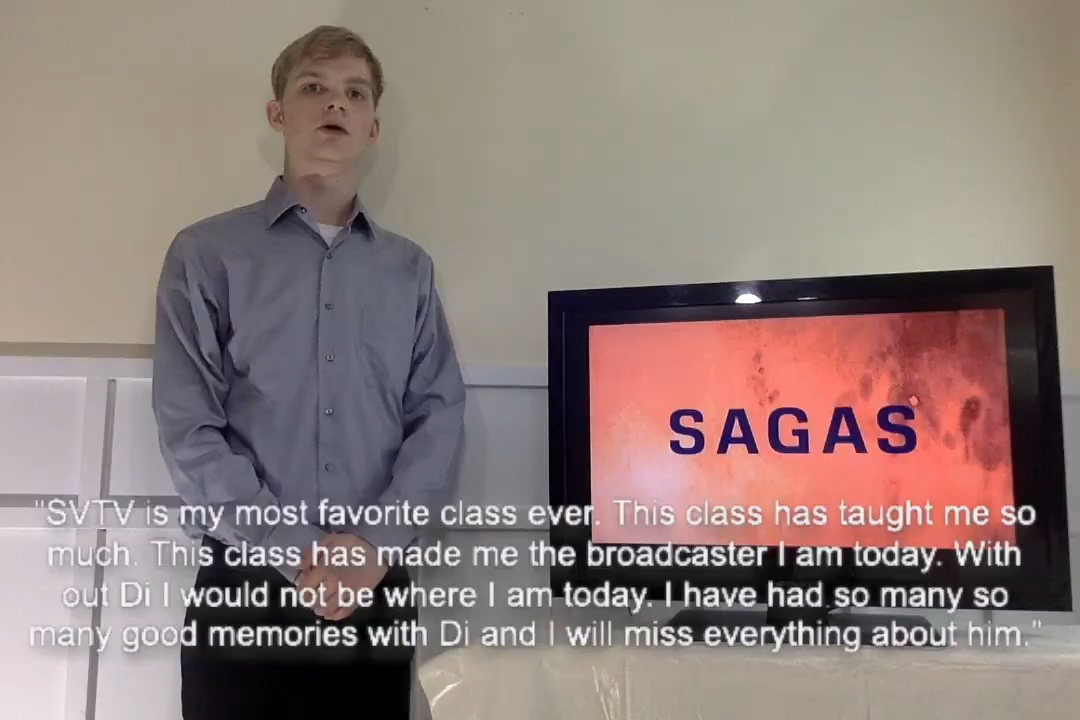 SAGAS
"SVTV is my most favorite class ever. This class has taught me so
much. This class has made me the broadcaster I am today. With
out Di I would not be where I am today. I have had so many so
many good memories with Di and I will miss everything about him."